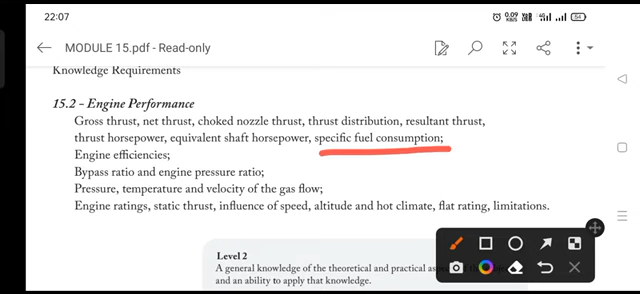 22:07
0.09 KB/S
54
MODULE 15.pdf - Read-only
Knowledge Requirements
15.2 - Engine Performance
Gross thrust, net thrust, choked nozzle thrust, thrust distribution, resultant thrust,
thrust horsepower, equivalent shaft horsepower, specific fuel consumption;
Engine efficiencies;
Bypass ratio and engine pressure ratio;
Pressure, temperature and velocity of the gas flow;
Engine ratings, static thrust, influence of speed, altitude and hot climate, flat rating, limitations.
Level 2
A general knowledge of the theoretical and practical
and an ability to apply that knowledge.